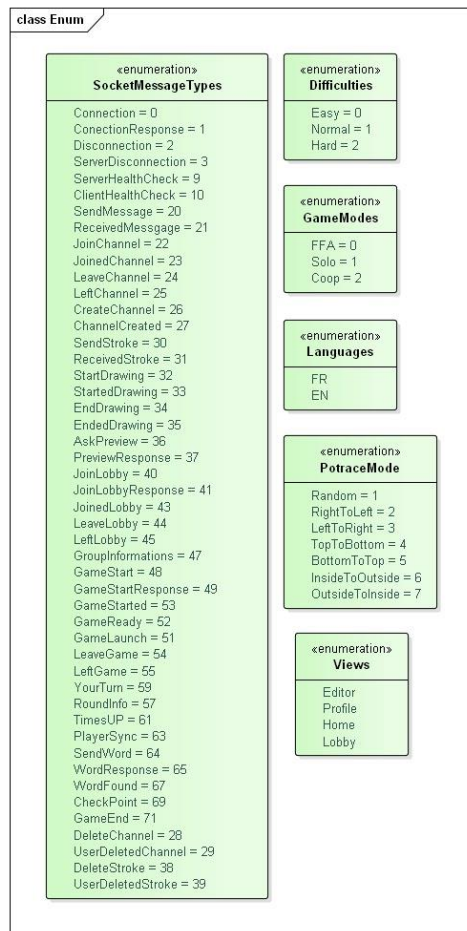 class Enum
«enumeration»
SocketMessageTypes
Connection = 0
ConectionResponse = 1
Disconnection = 2
ServerDisconnection = 3
ServerHealthCheck = 9
ClientHealthCheck = 10
SendMessage = 20
ReceivedMessgage = 21
JoinChannel = 22
JoinedChannel = 23
LeaveChannel = 24
LeftChannel = 25
CreateChannel = 26
ChannelCreated = 27
SendStroke = 30
ReceivedStroke = 31
StartDrawing = 32
StartedDrawing = 33
EndDrawing = 34
EndedDrawing = 35
AskPreview = 36
PreviewResponse = 37
JoinLobby = 40
JoinLobbyResponse = 41
JoinedLobby = 43
LeaveLobby = 44
LeftLobby = 45
GroupInformations = 47
GameStart = 48
GameStartResponse = 49
GameStarted = 53
GameReady = 52
GameLaunch = 51
LeaveGame = 54
LeftGame = 55
YourTurn = 59
RoundInfo = 57
TimesUP = 61
PlayerSync = 63
SendWord = 64
WordResponse = 65
WordFound = 67
CheckPoint = 69
GameEnd = 71
DeleteChannel = 28
UserDeletedChannel = 29
DeleteStroke = 38
UserDeletedStroke = 39
«enumeration»
Difficulties
Easy = 0
Normal = 1
Hard = 2
«enumeration»
GameModes
FFA = 0
Solo = 1
Coop = 2
«enumeration»
Languages
FR
EN
«enumeration»
PotraceMode
Random = 1
RightToLeft = 2
LeftToRight = 3
TopToBottom = 4
BottomToTop = 5
InsideToOutside = 6
OutsideToInside = 7
«enumeration»
Views
Editor
Profile
Home
Lobby